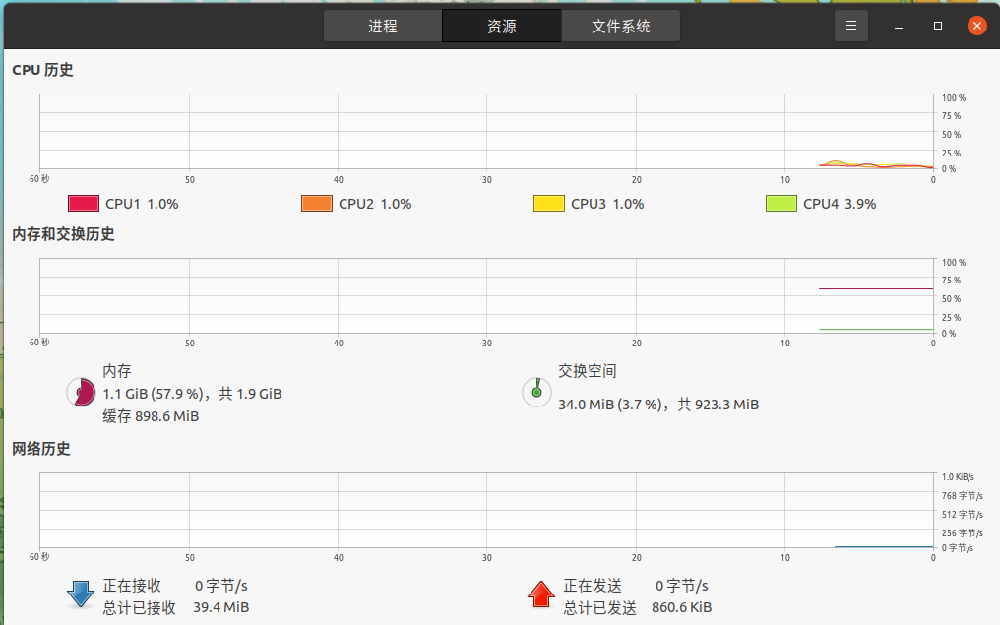 进程 资源 文件系统
CPU 历史
100 %
75 %
50 %
25 %
0 %
60 秒 50 40 30 20 10 0
CPU1 1.0% CPU2 1.0% CPU3 1.0% CPU4 3.9%
内存和交换历史
100 %
75 %
50 %
25 %
0 %
60 秒 50 40 30 20 10 0
内存
1.1 GiB (57.9 %)，共 1.9 GiB
缓存 898.6 MiB
交换空间
34.0 MiB (3.7 %)，共 923.3 MiB
网络历史
1.0 KiB/s
768 字节/s
512 字节/s
256 字节/s
0 字节/s
60 秒 50 40 30 20 10 0
正在接收 0 字节/s
总计已接收 39.4 MiB
正在发送 0 字节/s
总计已发送 860.6 KiB